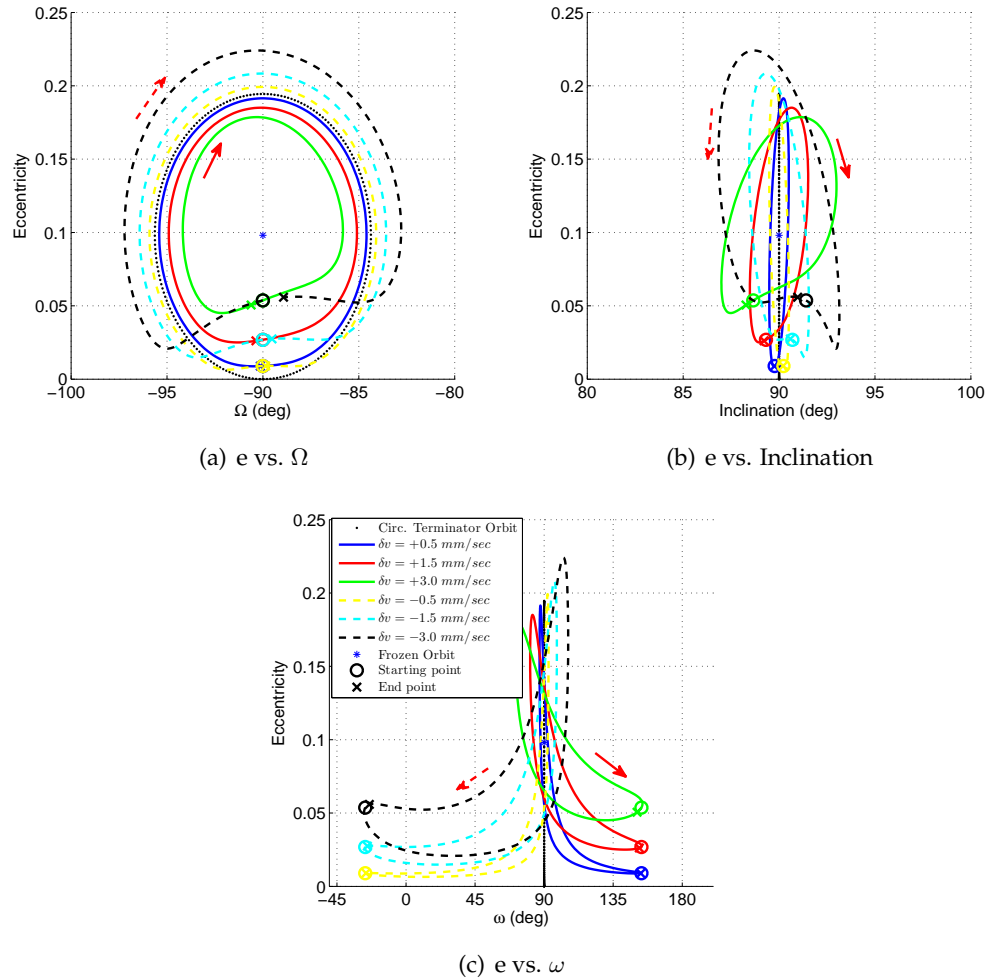 0.25
0.2
0.15
0.1
0.05
0
Eccentricity
−100
−95
−90
−85
−80
Ω (deg)
(a) e vs. Ω
0.25
0.2
0.15
0.1
0.05
0
Eccentricity
80
85
90
95
100
Inclination (deg)
(b) e vs. Inclination
0.25
0.2
0.15
0.1
0.05
0
Eccentricity
Circ. Terminator Orbit
δv = +0.5 mm/sec
δv = +1.5 mm/sec
δv = +3.0 mm/sec
δv = −0.5 mm/sec
δv = −1.5 mm/sec
δv = −3.0 mm/sec
Frozen Orbit
Starting point
End point
−45
0
45
90
135
180
ω (deg)
(c) e vs. ω